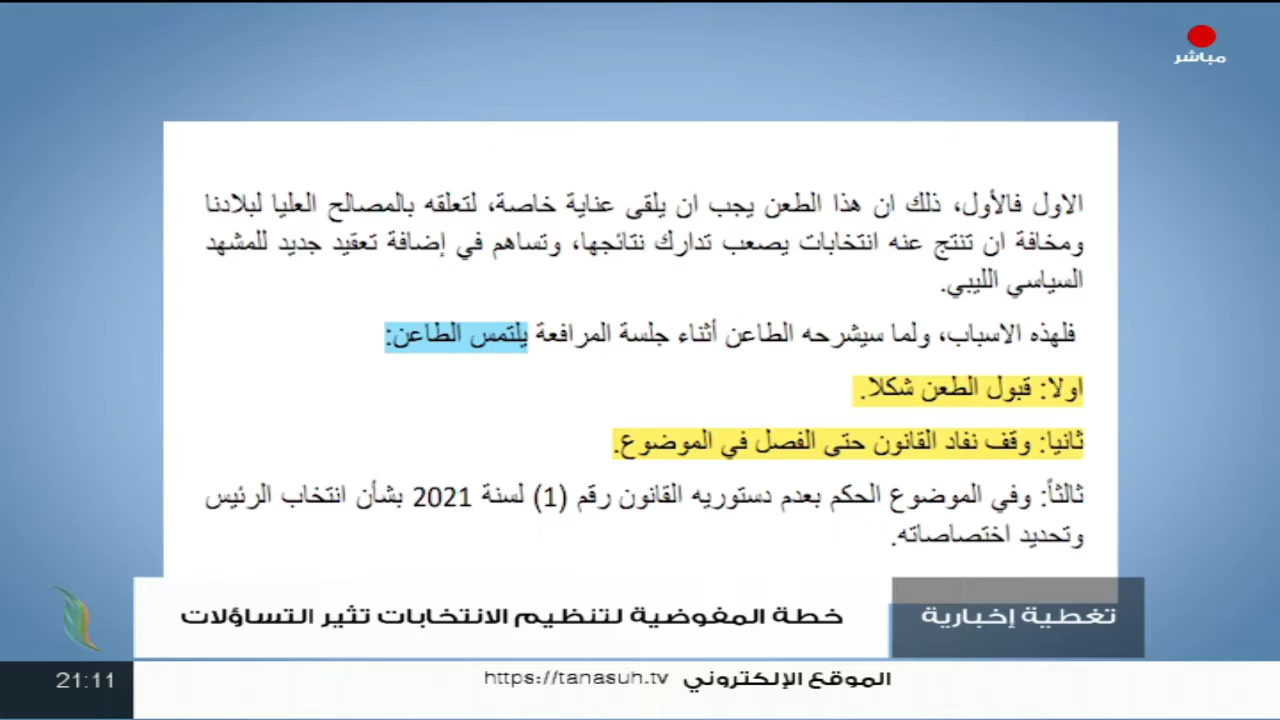 مباشر
الاول فالأول، ذلك ان هذا الطعن يجب ان يلقى عناية خاصة، لتعلقه بالمصالح العليا لبلادنا
ومخافة ان تنتج عنه انتخابات يصعب تدارك نتائجها، وتساهم في إضافة تعقيد جديد للمشهد
السياسي الليبي.
فلهذه الاسباب، ولما سيشرحه الطاعن أثناء جلسة المرافعة يلتمس الطاعن:
اولا: قبول الطعن شكلا.
ثانيا: وقف نفاد القانون حتى الفصل في الموضوع.
ثالثاً: وفي الموضوع الحكم بعدم دستوريه القانون رقم (1) لسنة 2021 بشأن انتخاب الرئيس
وتحديد اختصاصاته.
تغطية إخبارية
خطة المفوضية لتنظيم الانتخابات تثير التساؤلات
الموقع الإلكتروني https://tanasuh.tv
21:11